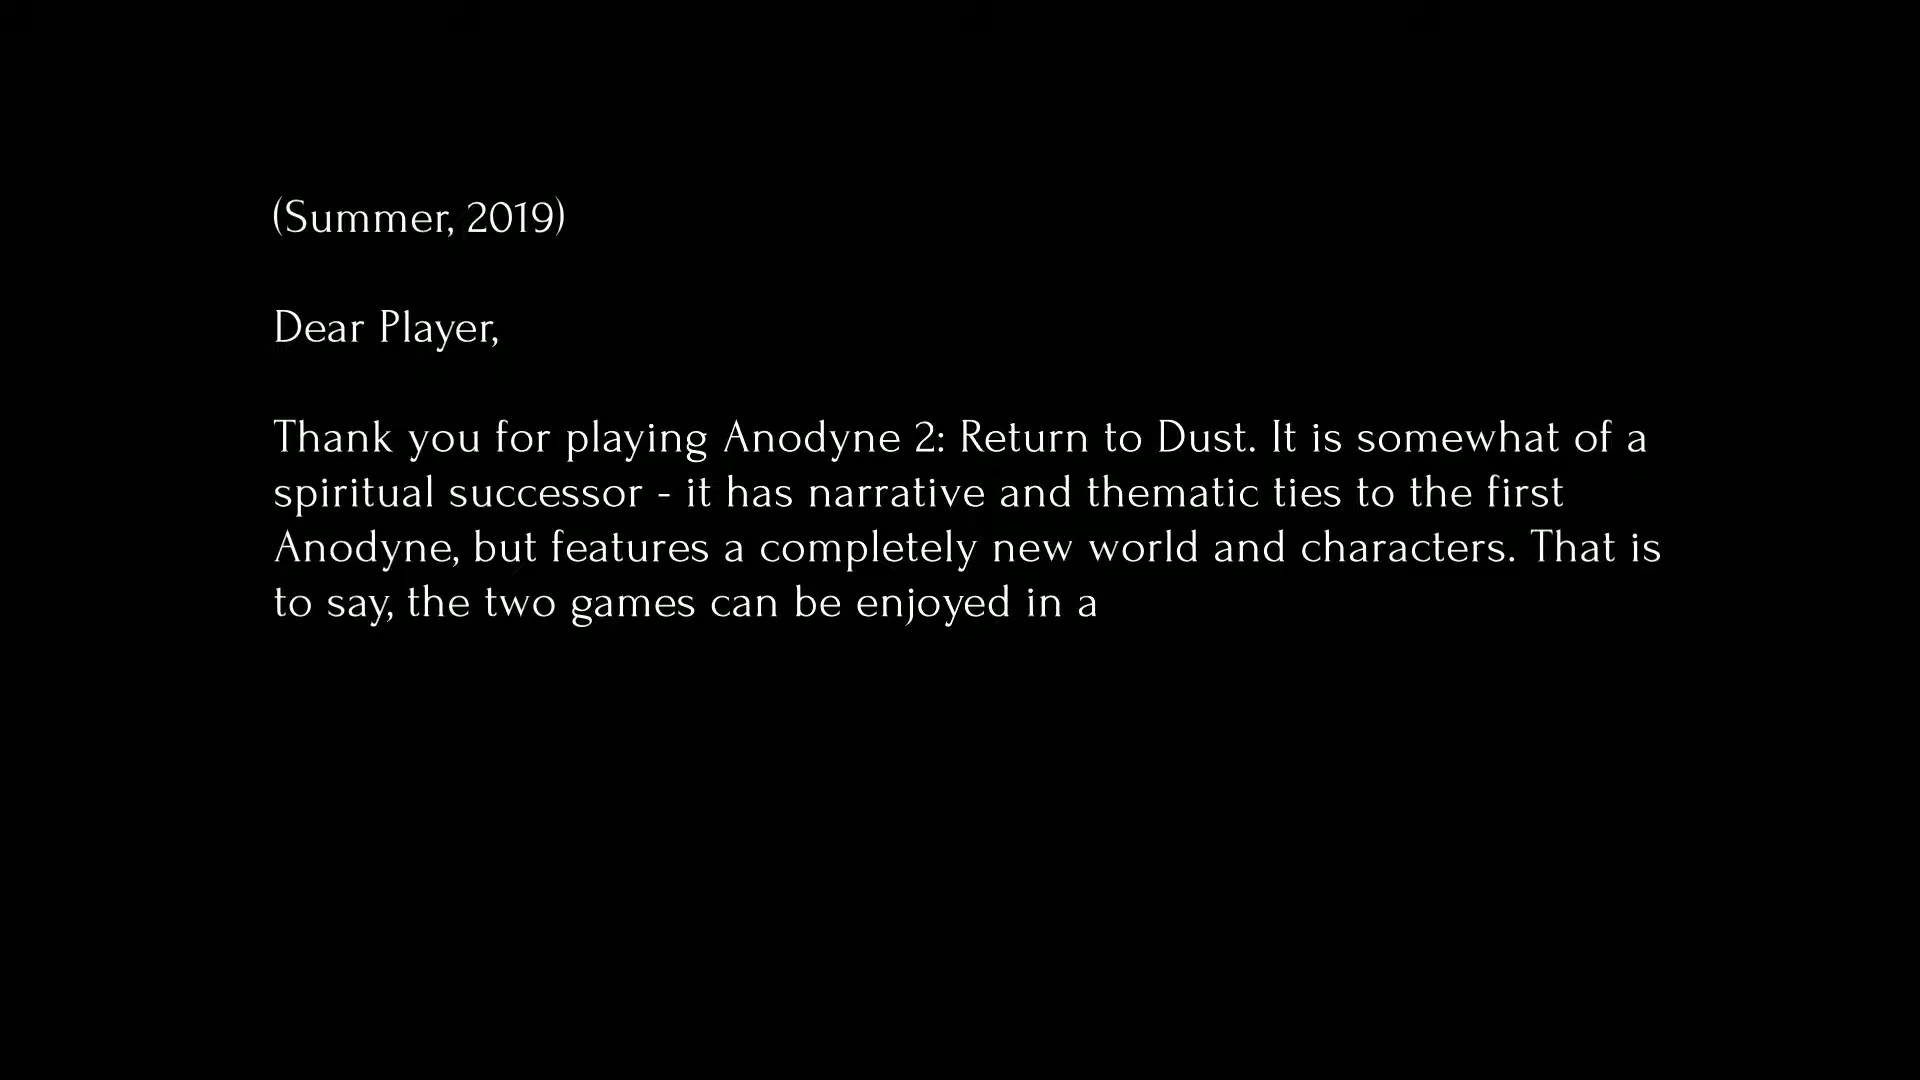 (Summer, 2019)
Dear Player,
Thank you for playing Anodyne 2: Return to Dust. It is somewhat of a
spiritual successor - it has narrative and thematic ties to the first
Anodyne, but features a completely new world and characters. That is
to say, the two games can be enjoyed in a